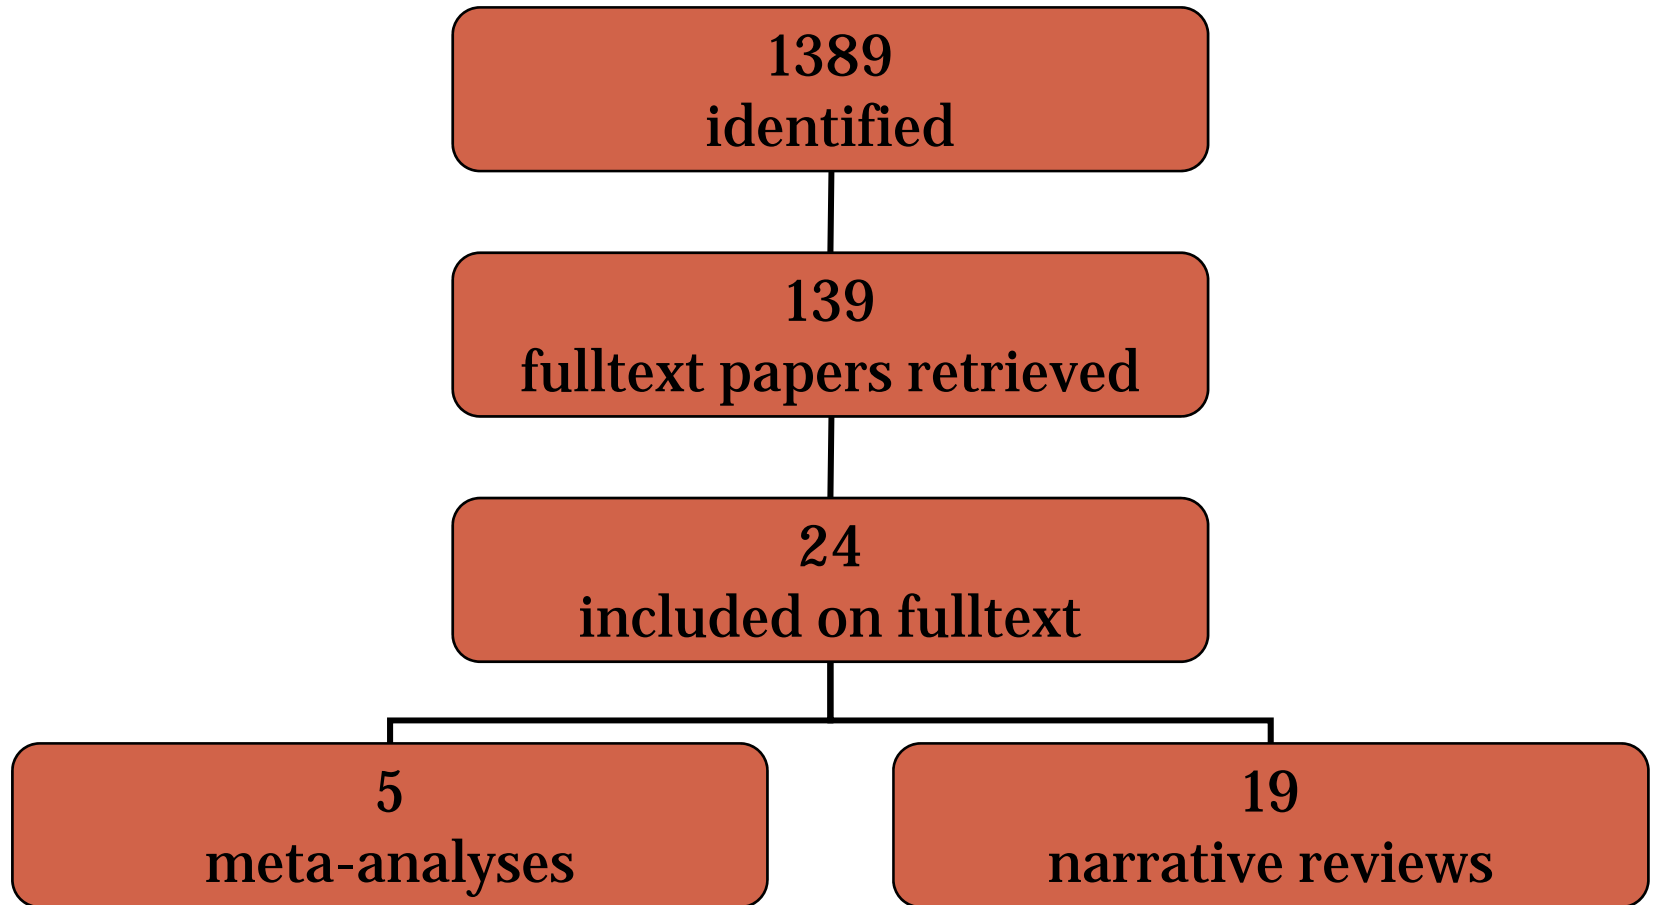 1389
identified
139
fulltext papers retrieved
24
included on fulltext
5
meta-analyses
19
narrative reviews